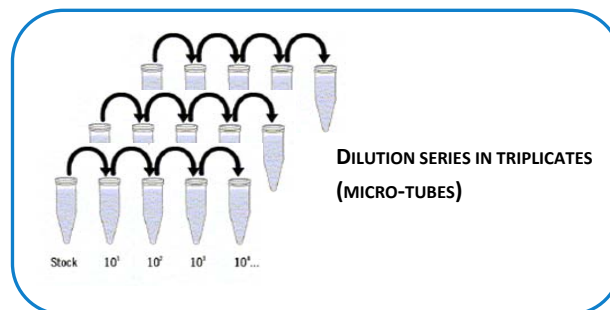 DILUTION SERIES IN TRIPLICATES
(MICRO-TUBES)
Stock 10¹ 10² 10³ 10⁴...